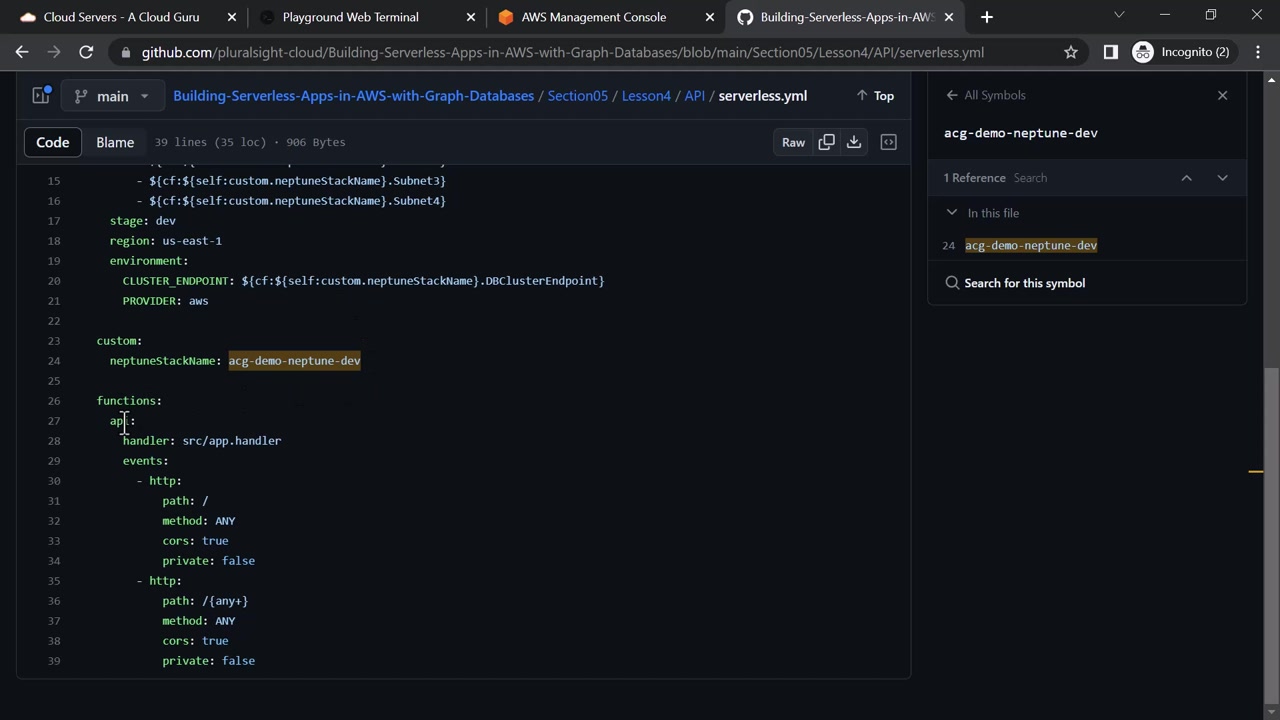 Cloud Servers - A Cloud Guru
Playground Web Terminal
AWS Management Console
Building-Serverless-Apps-in-AWS
github.com/pluralsight-cloud/Building-Serverless-Apps-in-AWS-with-Graph-Databases/blob/main/Section05/Lesson4/API/serverless.yml
Incognito (2)
main
Building-Serverless-Apps-in-AWS-with-Graph-Databases / Section05 / Lesson4 / API / serverless.yml
Top
Code
Blame
39 lines (35 loc) · 906 Bytes
Raw
15 - ${cf:${self:custom.neptuneStackName}.Subnet3}
16 - ${cf:${self:custom.neptuneStackName}.Subnet4}
17 stage: dev
18 region: us-east-1
19 environment:
20 CLUSTER_ENDPOINT: ${cf:${self:custom.neptuneStackName}.DBClusterEndpoint}
21 PROVIDER: aws
22
23 custom:
24 neptuneStackName: acg-demo-neptune-dev
25
26 functions:
27 api:
28 handler: src/app.handler
29 events:
30 - http:
31 path: /
32 method: ANY
33 cors: true
34 private: false
35 - http:
36 path: /{any+}
37 method: ANY
38 cors: true
39 private: false
All Symbols
acg-demo-neptune-dev
1 Reference Search
In this file
24 acg-demo-neptune-dev
Search for this symbol